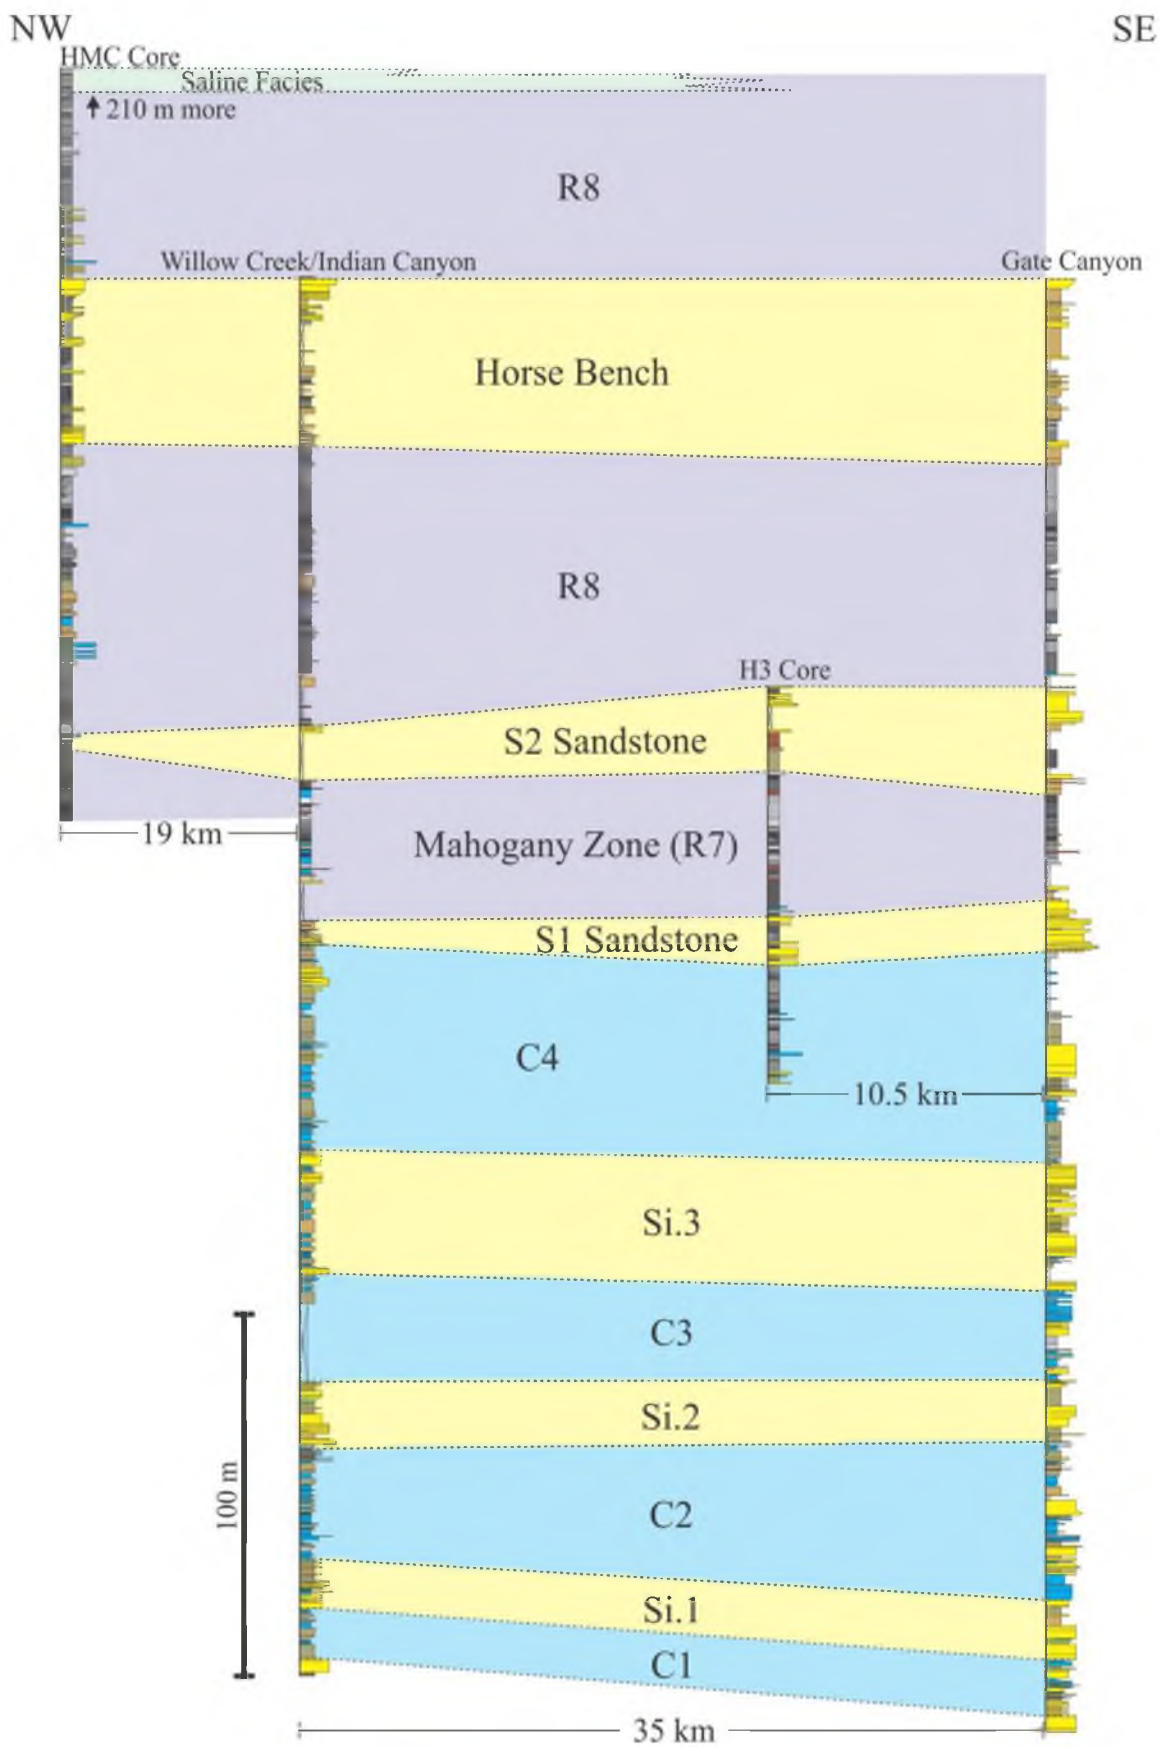 NW
SE
HMC Core
Saline Facies
210 m more
R8
Willow Creek/Indian Canyon
Gate Canyon
Horse Bench
R8
H3 Core
S2 Sandstone
19 km
Mahogany Zone (R7)
S1 Sandstone
C4
10.5 km
Si.3
C3
Si.2
100 m
C2
Si.1
C1
35 km